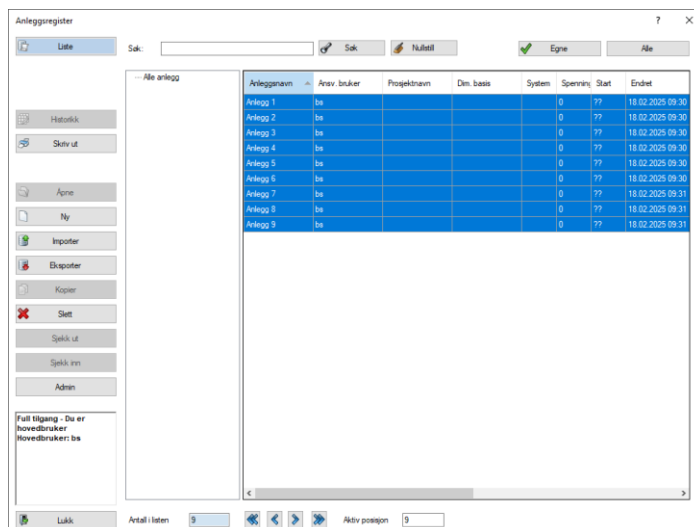 Anleggsregister
? X
Liste
Søk:
Søk
Nullstill
Egne
Alle
Historikk
Skriv ut
Åpne
Ny
Importer
Eksporter
Kopier
Slett
Sjekk ut
Sjekk inn
Admin
Full tilgang - Du er
hovedbruker
Hovedbruker: bs
Lukk
Alle anlegg
Anleggsnavn Ansv. bruker Prosjektnavn Dim. basis System Spenning Start Endret
Anlegg 1 bs 0 ?? 18.02.2025 09:30
Anlegg 2 bs 0 ?? 18.02.2025 09:30
Anlegg 3 bs 0 ?? 18.02.2025 09:30
Anlegg 4 bs 0 ?? 18.02.2025 09:30
Anlegg 5 bs 0 ?? 18.02.2025 09:30
Anlegg 6 bs 0 ?? 18.02.2025 09:30
Anlegg 7 bs 0 ?? 18.02.2025 09:31
Anlegg 8 bs 0 ?? 18.02.2025 09:31
Anlegg 9 bs 0 ?? 18.02.2025 09:31
Antall i listen 9
Aktiv posisjon 9